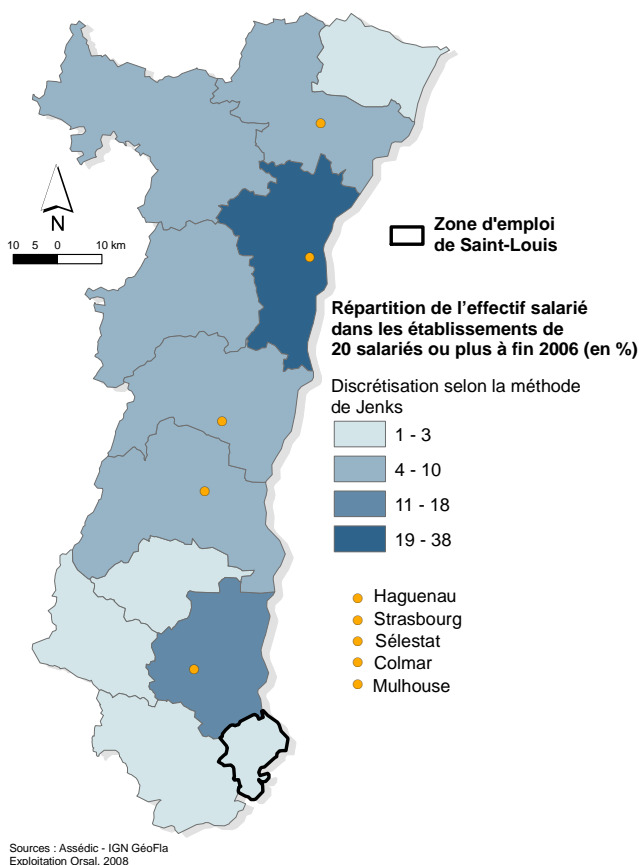 N
10 5 0 10 km
Zone d'emploi
de Saint-Louis
Répartition de l'effectif salarié
dans les établissements de
20 salariés ou plus à fin 2006 (en %)
Discrétisation selon la méthode
de Jenks
1 - 3
4 - 10
11 - 18
19 - 38
Haguenau
Strasbourg
Sélestat
Colmar
Mulhouse
Sources : Assédic - IGN GéoFla
Exploitation Orsal, 2008